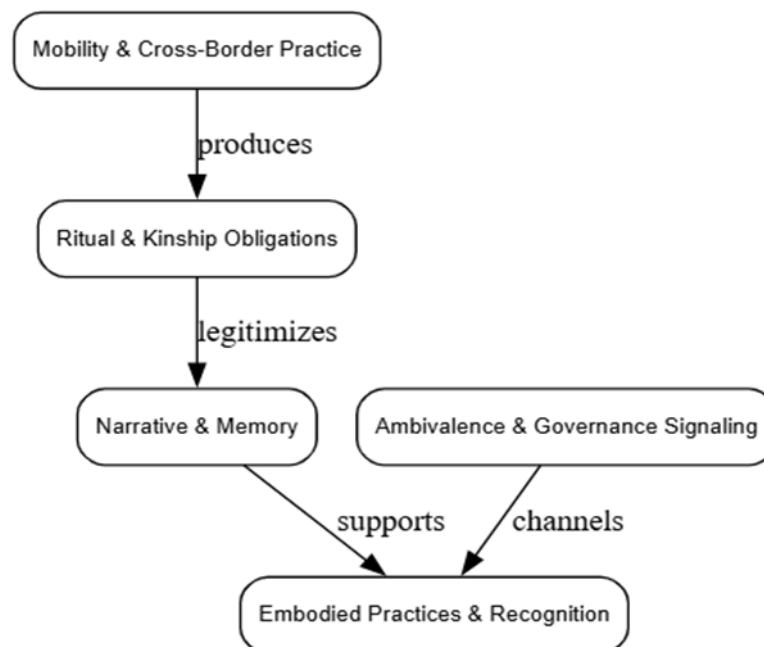 Mobility & Cross-Border Practice
produces
Ritual & Kinship Obligations
legitimizes
Narrative & Memory
Ambivalence & Governance Signaling
supports
channels
Embodied Practices & Recognition